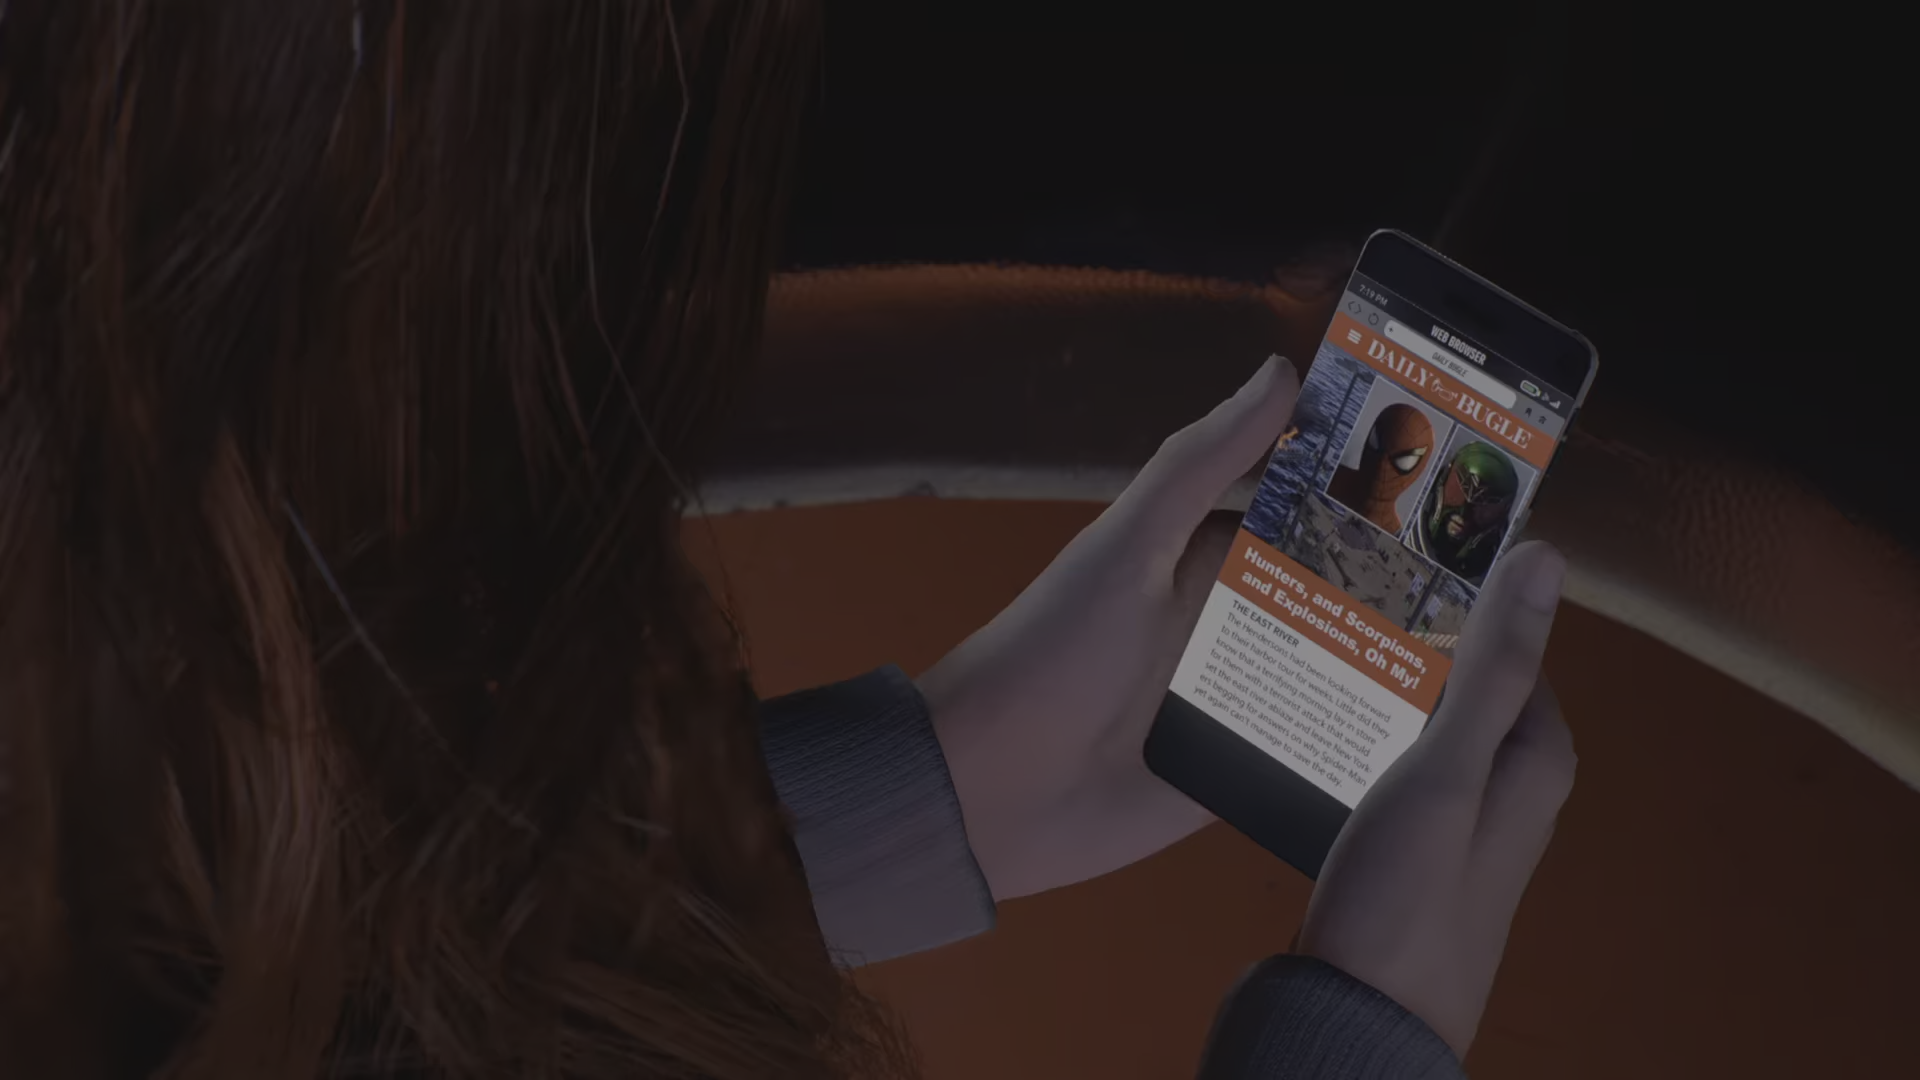 7:19 PM
WEB BROWSER
DAILY BUGLE
DAILY BUGLE
Hunters, and Scorpions,
and Explosions, Oh My!
THE EAST RIVER
The Hendersons had been looking forward
to their harbor tour for weeks. Little did they
know that a terrifying morning lay in store
for them with a terrorist attack that would
set the east river ablaze and leave New York-
ers begging for answers on why Spider-Man
yet again can't manage to save the day.